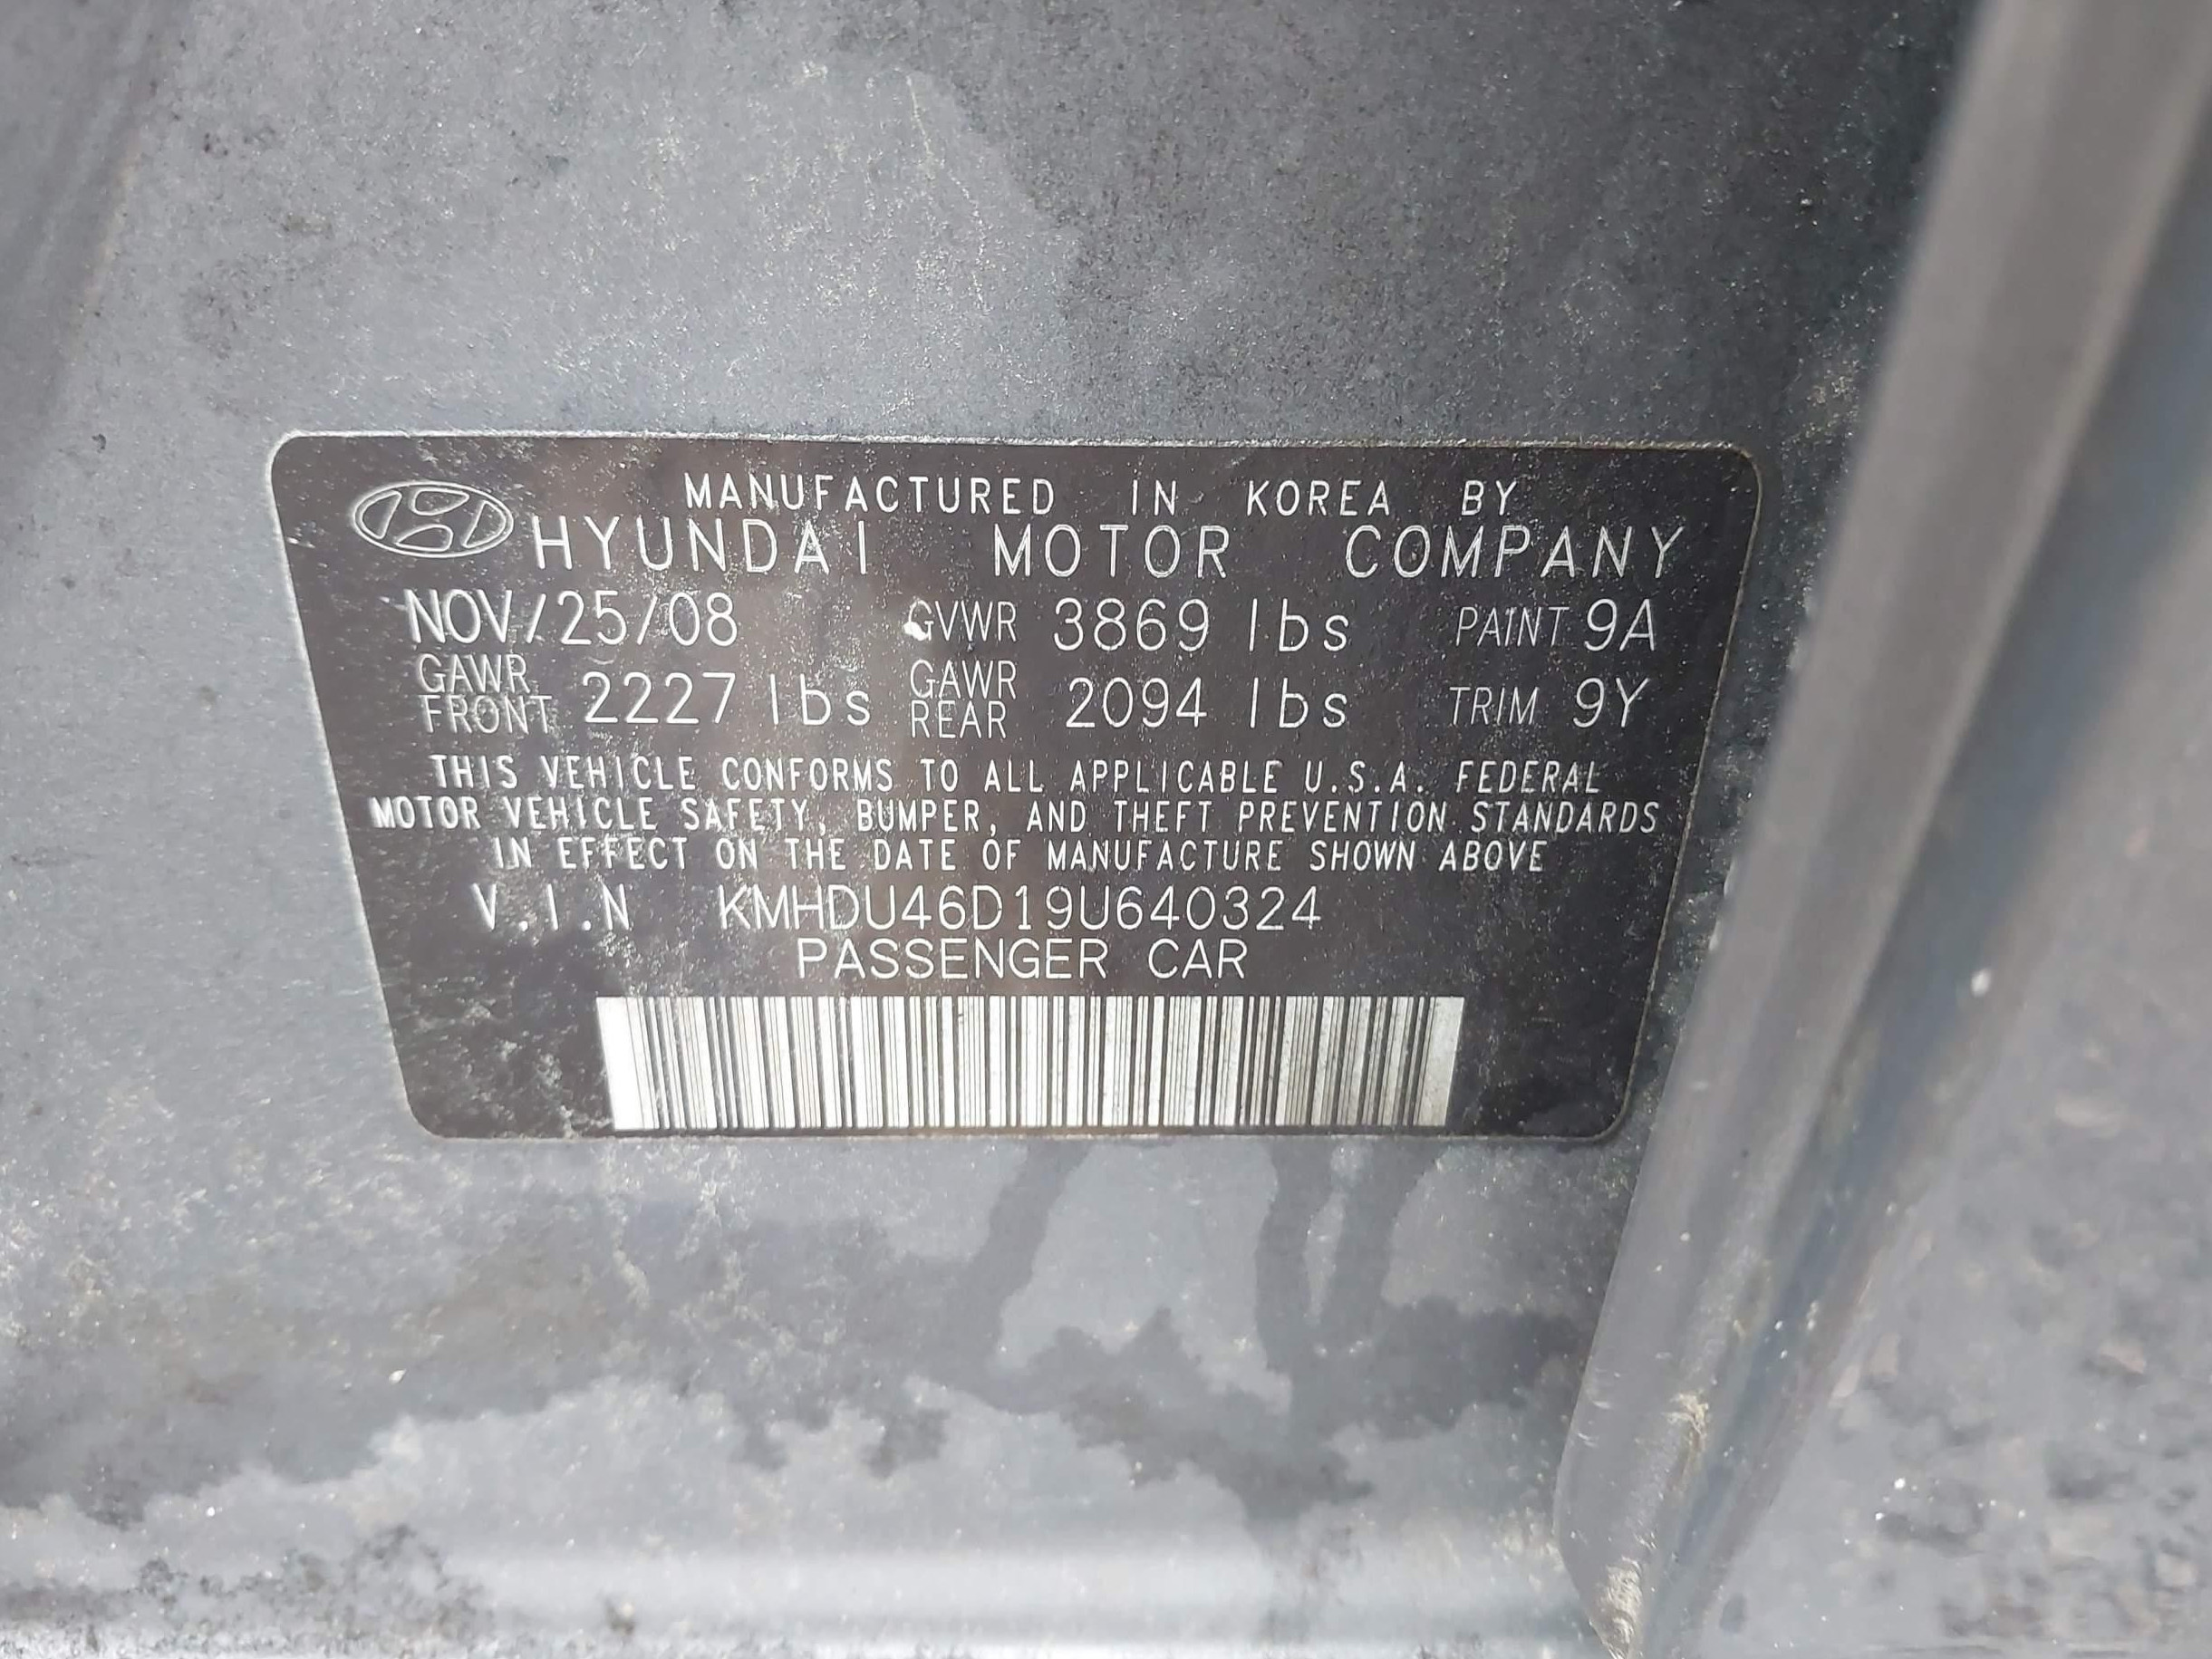 MANUFACTURED IN KOREA BY
HYUNDAI MOTOR COMPANY
NOV/25/08 GVWR 3869 lbs PAINT 9A
GAWR FRONT 2227 lbs GAWR REAR 2094 lbs TRIM 9Y
THIS VEHICLE CONFORMS TO ALL APPLICABLE U.S.A. FEDERAL
MOTOR VEHICLE SAFETY, BUMPER, AND THEFT PREVENTION STANDARDS
IN EFFECT ON THE DATE OF MANUFACTURE SHOWN ABOVE
V.I.N KMHDU46D19U640324
PASSENGER CAR